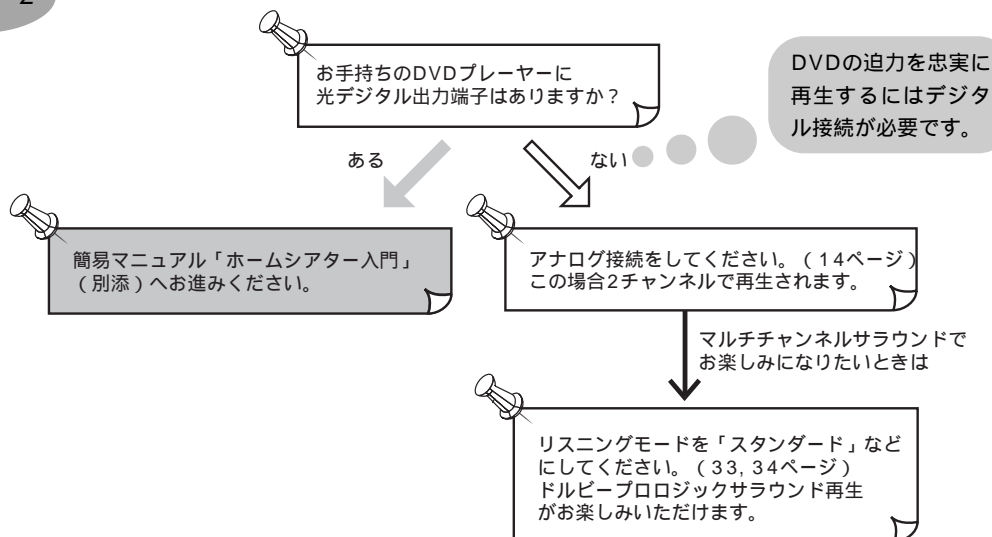 2
お手持ちのDVDプレーヤーに
光デジタル出力端子はありますか？
DVDの迫力を忠実に
再生するにはデジタ
ル接続が必要です。
ある
ない
簡易マニュアル「ホームシアター入門」
（別添）へお進みください。
アナログ接続をしてください。（14ページ）
この場合2チャンネルで再生されます。
マルチチャンネルサラウンドで
お楽しみになりたいときは
リスニングモードを「スタンダード」など
にしてください。（33, 34ページ）
ドルビープロロジックサラウンド再生
がお楽しみいただけます。